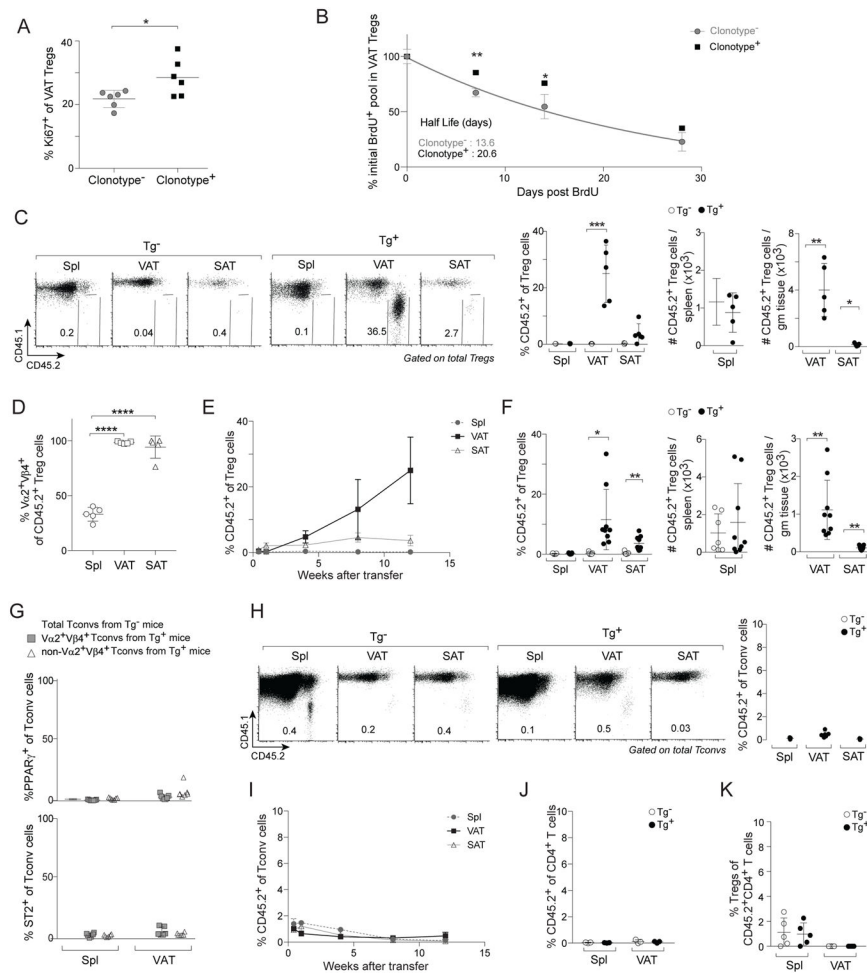 A
*
% Ki67⁺ of VAT Tregs
40
20
0
Clonotype⁻
Clonotype⁺
B
% initial BrdU⁺ pool in VAT Tregs
100
50
0
**
*
Clonotype⁻
Clonotype⁺
Half Life (days)
Clonotype⁻ : 13.6
Clonotype⁺ : 20.6
0 10 20 30
Days post BrdU
C
Tg⁻
Spl VAT SAT
0.2 0.04 0.4
Tg⁺
Spl VAT SAT
0.1 36.5 2.7
CD45.1
CD45.2
Gated on total Tregs
Tg⁻ Tg⁺
% CD45.2⁺ of Treg cells
50
40
30
20
10
0
***
Spl VAT SAT
# CD45.2⁺ Treg cells / spleen (x10³)
3
2
1
0
Spl
# CD45.2⁺ Treg cells / gm tissue (x10³)
8
6
4
2
0
**
*
VAT SAT
D
****
****
% Vα2⁺Vβ4⁺ of CD45.2⁺ Treg cells
100
50
0
Spl VAT SAT
E
% CD45.2⁺ of Treg cells
40
30
20
10
0
Spl
VAT
SAT
0 5 10 15
Weeks after transfer
F
Tg⁻
Tg⁺
% CD45.2⁺ of Treg cells
50
40
20
10
0
*
**
Spl VAT SAT
# CD45.2⁺ Treg cells / spleen (x10³)
6
4
2
0
Spl
# CD45.2⁺ Treg cells / gm tissue (x10³)
3
2
1
0
**
**
VAT SAT
G
Total Tconvs from Tg⁻ mice
Vα2⁺Vβ4⁺ Tconvs from Tg⁺ mice
non-Vα2⁺Vβ4⁺ Tconvs from Tg⁺ mice
%PPARγ⁺ of Tconv cells
100
50
0
% ST2⁺ of Tconv cells
100
50
0
Spl VAT
H
Tg⁻
Spl VAT SAT
0.4 0.2 0.4
Tg⁺
Spl VAT SAT
0.1 0.5 0.03
CD45.1
CD45.2
Gated on total Tconvs
Tg⁻
Tg⁺
% CD45.2⁺ of Tconv cells
10
8
6
4
2
0
Spl VAT SAT
I
% CD45.2⁺ of Tconv cells
10
8
6
4
2
0
Spl
VAT
SAT
0 5 10 15
Weeks after transfer
J
Tg⁻
Tg⁺
% CD45.2⁺ of CD4⁺ T cells
10
8
6
4
2
0
Spl VAT
K
Tg⁻
Tg⁺
% Tregs of CD45.2⁺CD4⁺ T cells
10
8
6
4
2
0
Spl VAT